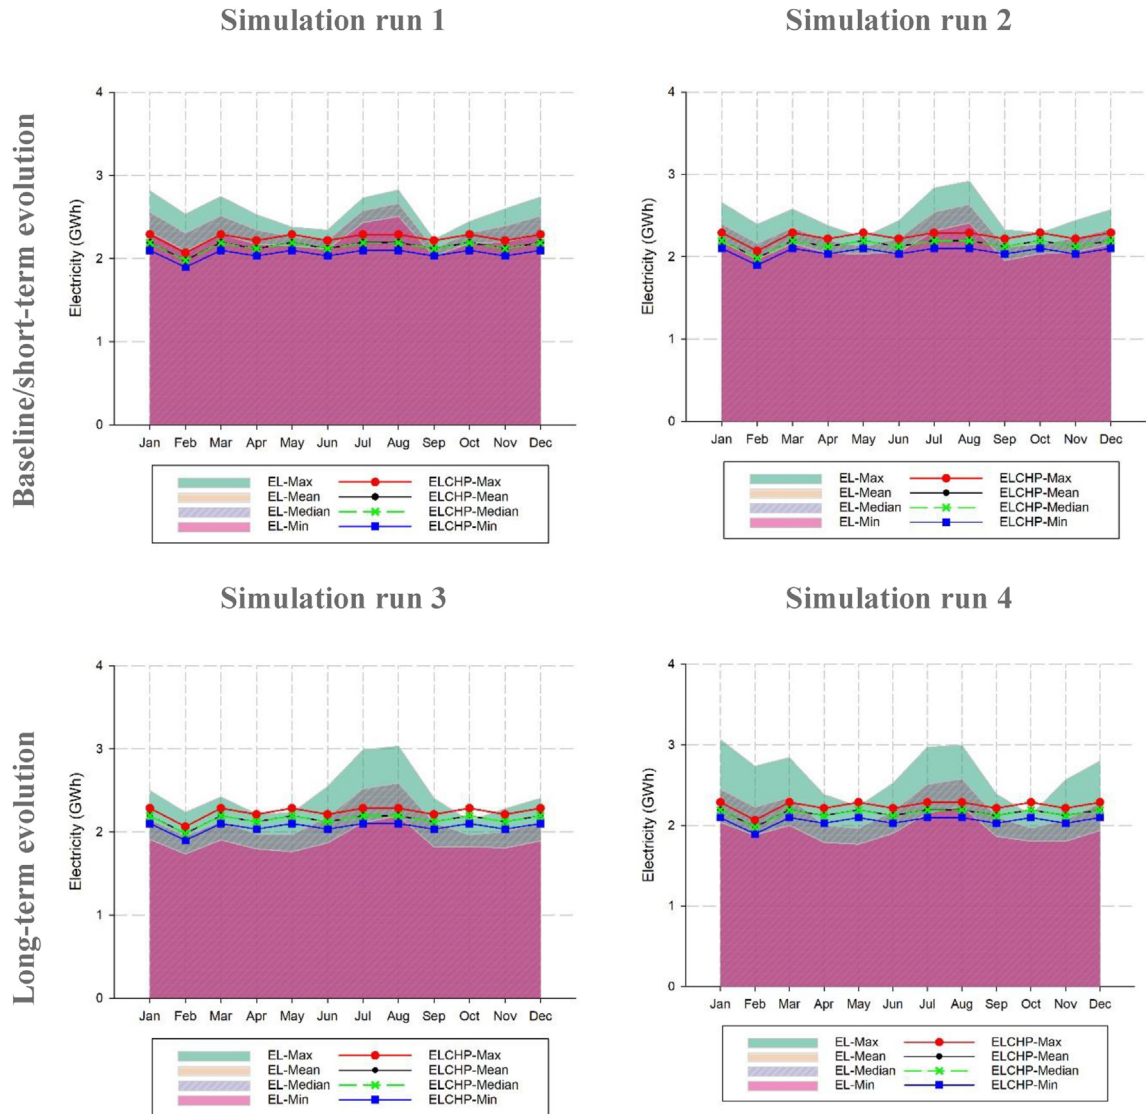 Simulation run 1
Simulation run 2
Baseline/short-term evolution
4
3
2
1
0
Electricity (GWh)
Jan Feb Mar Apr May Jun Jul Aug Sep Oct Nov Dec
EL-Max ELCHP-Max
EL-Mean ELCHP-Mean
EL-Median ELCHP-Median
EL-Min ELCHP-Min
4
3
2
1
0
Electricity (GWh)
Jan Feb Mar Apr May Jun Jul Aug Sep Oct Nov Dec
EL-Max ELCHP-Max
EL-Mean ELCHP-Mean
EL-Median ELCHP-Median
EL-Min ELCHP-Min
Simulation run 3
Simulation run 4
Long-term evolution
4
3
2
1
0
Electricity (GWh)
Jan Feb Mar Apr May Jun Jul Aug Sep Oct Nov Dec
EL-Max ELCHP-Max
EL-Mean ELCHP-Mean
EL-Median ELCHP-Median
EL-Min ELCHP-Min
4
3
2
1
0
Electricity (GWh)
Jan Feb Mar Apr May Jun Jul Aug Sep Oct Nov Dec
EL-Max ELCHP-Max
EL-Mean ELCHP-Mean
EL-Median ELCHP-Median
EL-Min ELCHP-Min